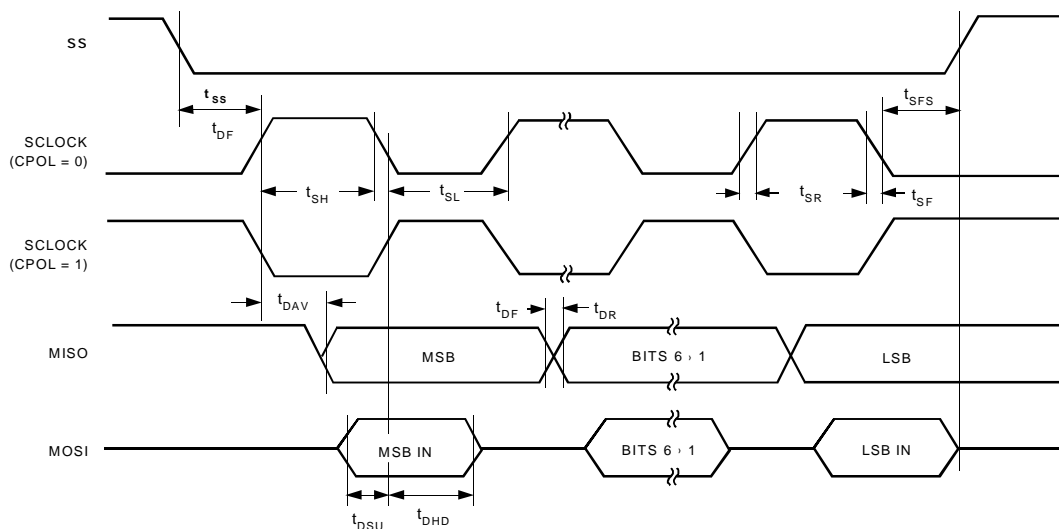 SS
tSS
tDF
tSFS
SCLOCK
(CPOL = 0)
tSH
tSL
tSR
tSF
SCLOCK
(CPOL = 1)
tDAV
tDF
tDR
MISO
MSB
BITS 6 › 1
LSB
MOSI
MSB IN
BITS 6 › 1
LSB IN
tDSU
tDHD